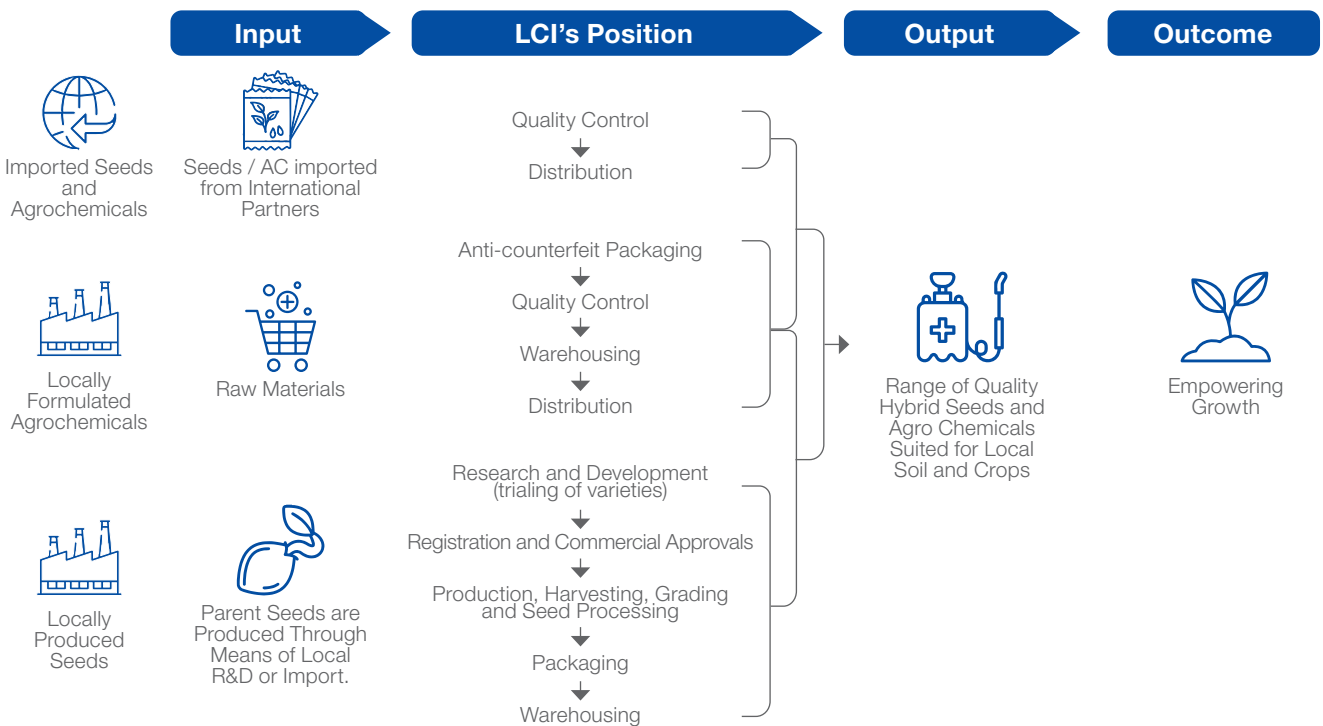 Input
LCI's Position
Output
Outcome
Imported Seeds
and
Agrochemicals
Seeds / AC imported
from International
Partners
Quality Control
Distribution
Locally
Formulated
Agrochemicals
Raw Materials
Anti-counterfeit Packaging
Quality Control
Warehousing
Distribution
Locally
Produced
Seeds
Parent Seeds are
Produced Through
Means of Local
R&D or Import.
Research and Development
(trialing of varieties)
Registration and Commercial Approvals
Production, Harvesting, Grading
and Seed Processing
Packaging
Warehousing
Range of Quality
Hybrid Seeds and
Agro Chemicals
Suited for Local
Soil and Crops
Empowering
Growth